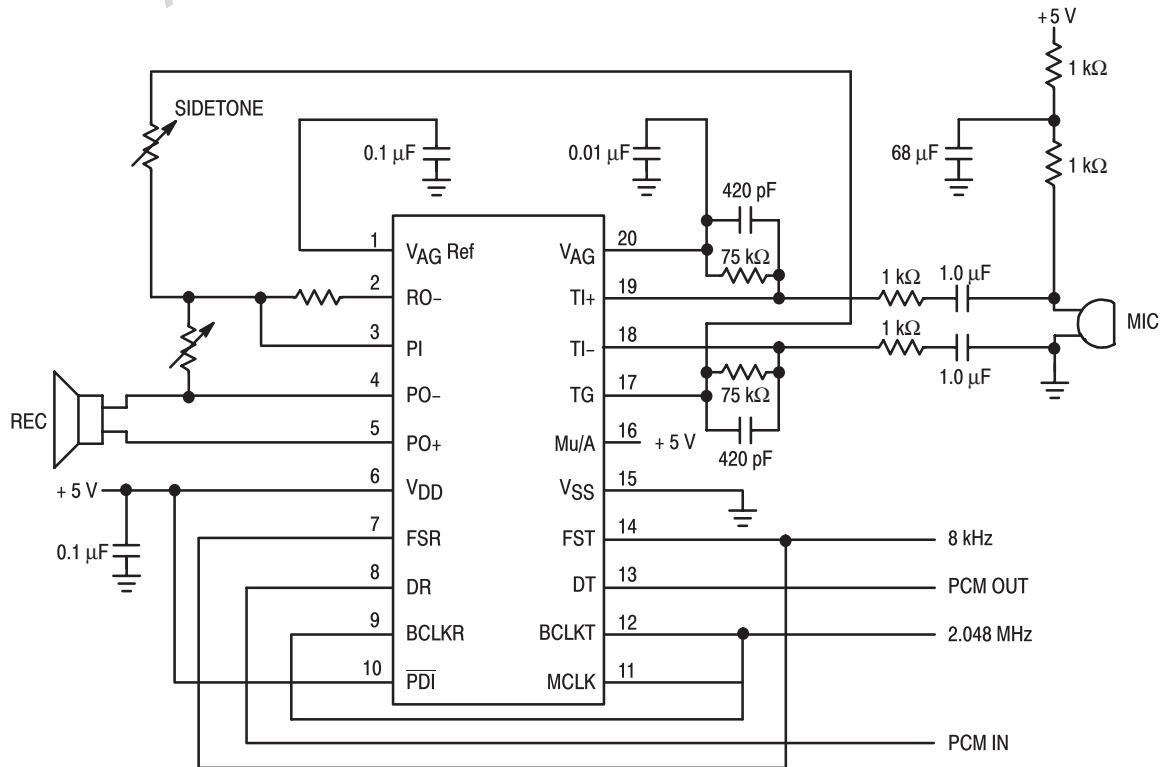 +5 V
1 kΩ
SIDETONE
0.1 µF
0.01 µF
68 µF
1 kΩ
420 pF
1
VAG Ref
VAG
20
75 kΩ
2
RO–
TI+
19
1 kΩ
1.0 µF
3
PI
TI–
18
1 kΩ
1.0 µF
MIC
4
PO–
TG
17
75 kΩ
REC
5
PO+
Mu/A
16
+ 5 V
420 pF
+ 5 V
6
VDD
VSS
15
7
FSR
FST
14
8 kHz
0.1 µF
8
DR
DT
13
PCM OUT
9
BCLKR
BCLKT
12
2.048 MHz
10
PDI
MCLK
11
PCM IN